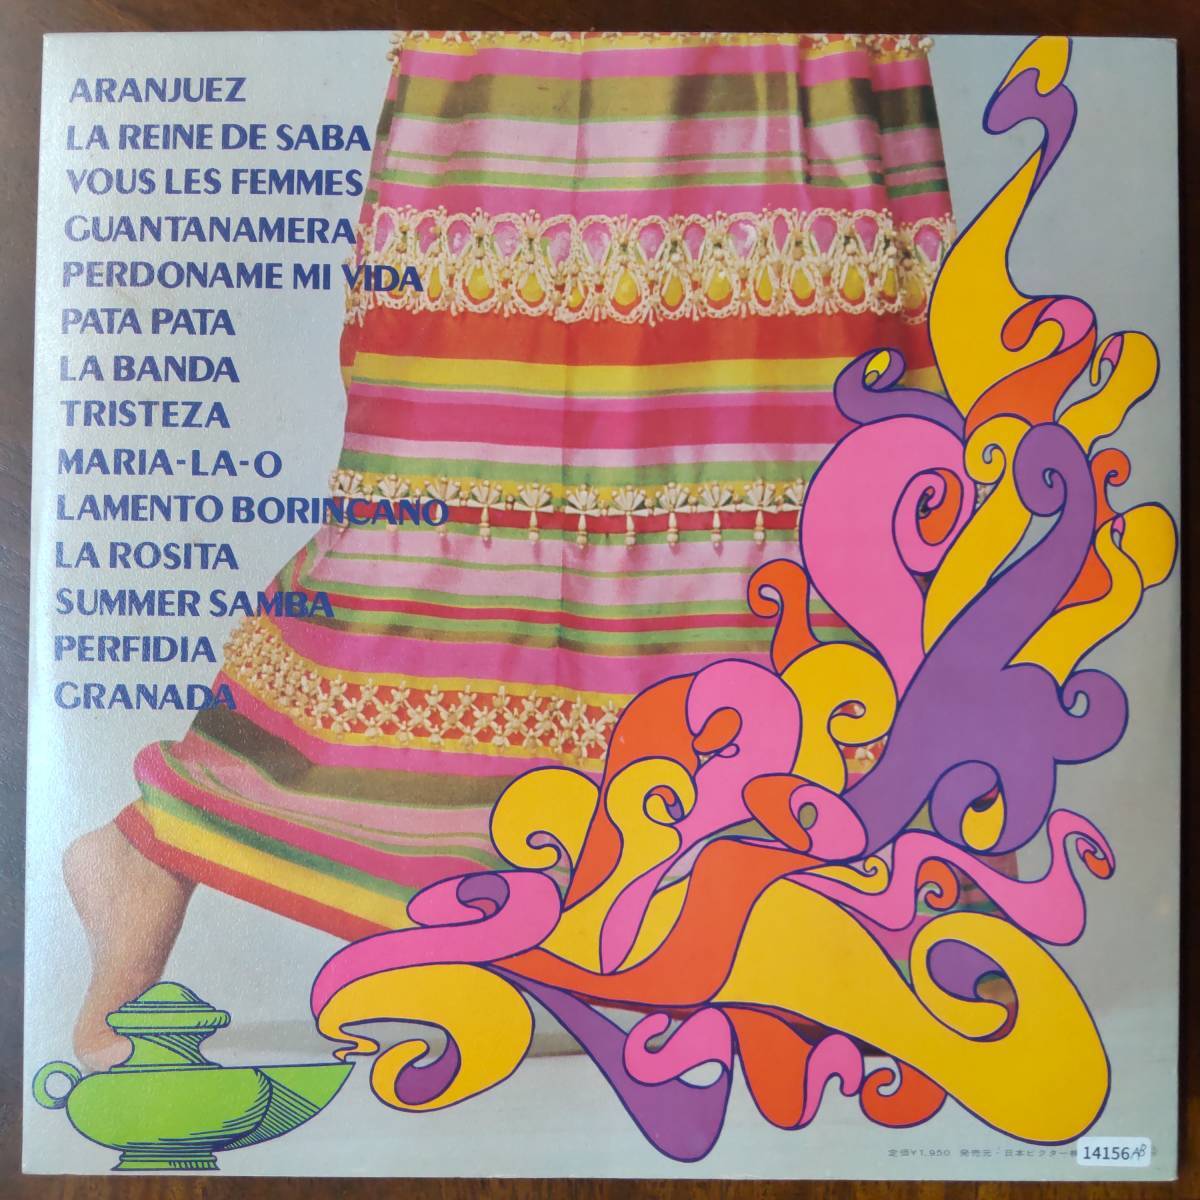 ARANJUEZ
LA REINE DE SABA
VOUS LES FEMMES
GUANTANAMERA
PERDONAME MI VIDA
PATA PATA
LA BANDA
TRISTEZA
MARIA-LA-O
LAMENTO BORINCANO
LA ROSITA
SUMMER SAMBA
PERFIDIA
GRANADA
定価¥1,950 発売元・日本ビクター株
14156AB